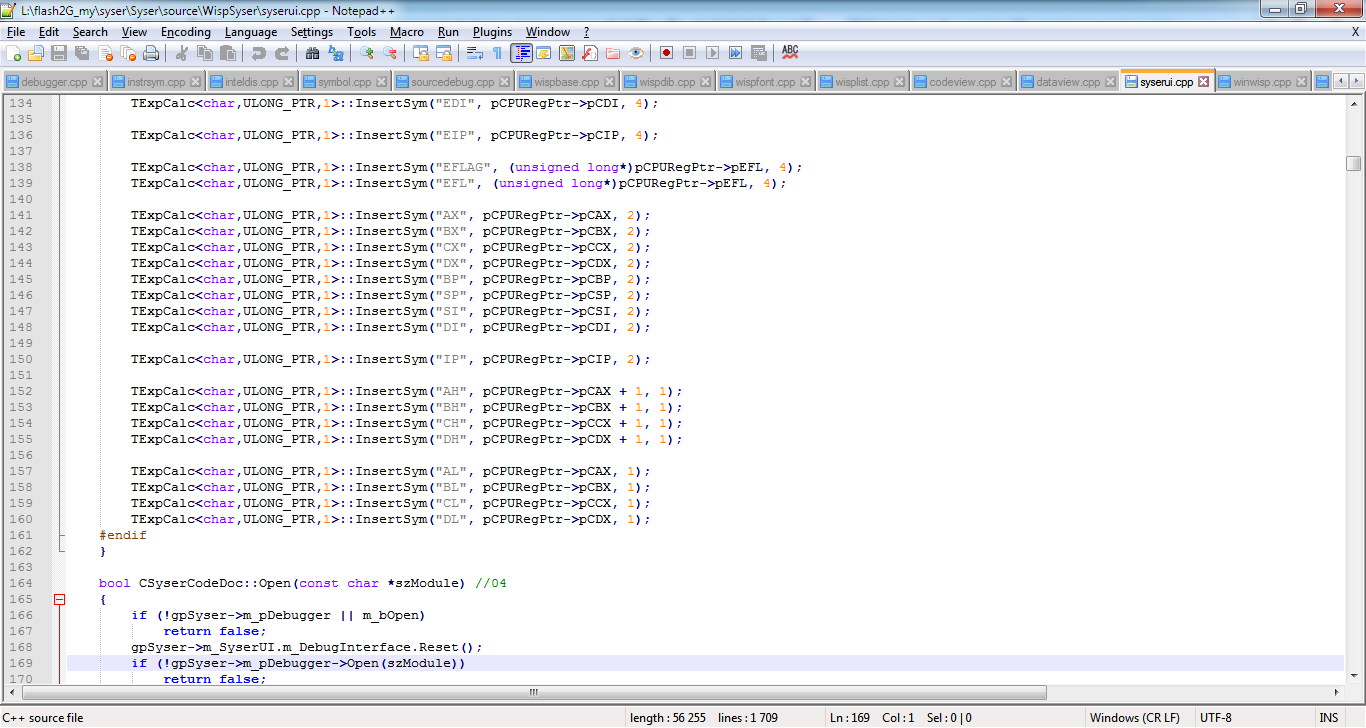 L:\flash2G_my\syser\Syser\source\WispSyser\syserui.cpp - Notepad++
File Edit Search View Encoding Language Settings Tools Macro Run Plugins Window ? X
debugger.cpp instrsym.cpp inteldis.cpp symbol.cpp sourcedebug.cpp wispbase.cpp wispdib.cpp wispfont.cpp wisplist.cpp codeview.cpp dataview.cpp syserui.cpp winwisp.cpp
134 TExpCalc<char,ULONG_PTR,1>::InsertSym("EDI", pCPURegPtr->pCDI, 4);
135
136 TExpCalc<char,ULONG_PTR,1>::InsertSym("EIP", pCPURegPtr->pCIP, 4);
137
138 TExpCalc<char,ULONG_PTR,1>::InsertSym("EFLAG", (unsigned long*)pCPURegPtr->pEFL, 4);
139 TExpCalc<char,ULONG_PTR,1>::InsertSym("EFL", (unsigned long*)pCPURegPtr->pEFL, 4);
140
141 TExpCalc<char,ULONG_PTR,1>::InsertSym("AX", pCPURegPtr->pCAX, 2);
142 TExpCalc<char,ULONG_PTR,1>::InsertSym("BX", pCPURegPtr->pCBX, 2);
143 TExpCalc<char,ULONG_PTR,1>::InsertSym("CX", pCPURegPtr->pCCX, 2);
144 TExpCalc<char,ULONG_PTR,1>::InsertSym("DX", pCPURegPtr->pCDX, 2);
145 TExpCalc<char,ULONG_PTR,1>::InsertSym("BP", pCPURegPtr->pCBP, 2);
146 TExpCalc<char,ULONG_PTR,1>::InsertSym("SP", pCPURegPtr->pCSP, 2);
147 TExpCalc<char,ULONG_PTR,1>::InsertSym("SI", pCPURegPtr->pCSI, 2);
148 TExpCalc<char,ULONG_PTR,1>::InsertSym("DI", pCPURegPtr->pCDI, 2);
149
150 TExpCalc<char,ULONG_PTR,1>::InsertSym("IP", pCPURegPtr->pCIP, 2);
151
152 TExpCalc<char,ULONG_PTR,1>::InsertSym("AH", pCPURegPtr->pCAX + 1, 1);
153 TExpCalc<char,ULONG_PTR,1>::InsertSym("BH", pCPURegPtr->pCBX + 1, 1);
154 TExpCalc<char,ULONG_PTR,1>::InsertSym("CH", pCPURegPtr->pCCX + 1, 1);
155 TExpCalc<char,ULONG_PTR,1>::InsertSym("DH", pCPURegPtr->pCDX + 1, 1);
156
157 TExpCalc<char,ULONG_PTR,1>::InsertSym("AL", pCPURegPtr->pCAX, 1);
158 TExpCalc<char,ULONG_PTR,1>::InsertSym("BL", pCPURegPtr->pCBX, 1);
159 TExpCalc<char,ULONG_PTR,1>::InsertSym("CL", pCPURegPtr->pCCX, 1);
160 TExpCalc<char,ULONG_PTR,1>::InsertSym("DL", pCPURegPtr->pCDX, 1);
161 #endif
162 }
163
164 bool CSyserCodeDoc::Open(const char *szModule) //04
165 {
166 if (!gpSyser->m_pDebugger || m_bOpen)
167 return false;
168 gpSyser->m_SyserUI.m_DebugInterface.Reset();
169 if (!gpSyser->m_pDebugger->Open(szModule))
170 return false;
C++ source file length : 56 255 lines : 1 709 Ln : 169 Col : 1 Sel : 0 | 0 Windows (CR LF) UTF-8 INS